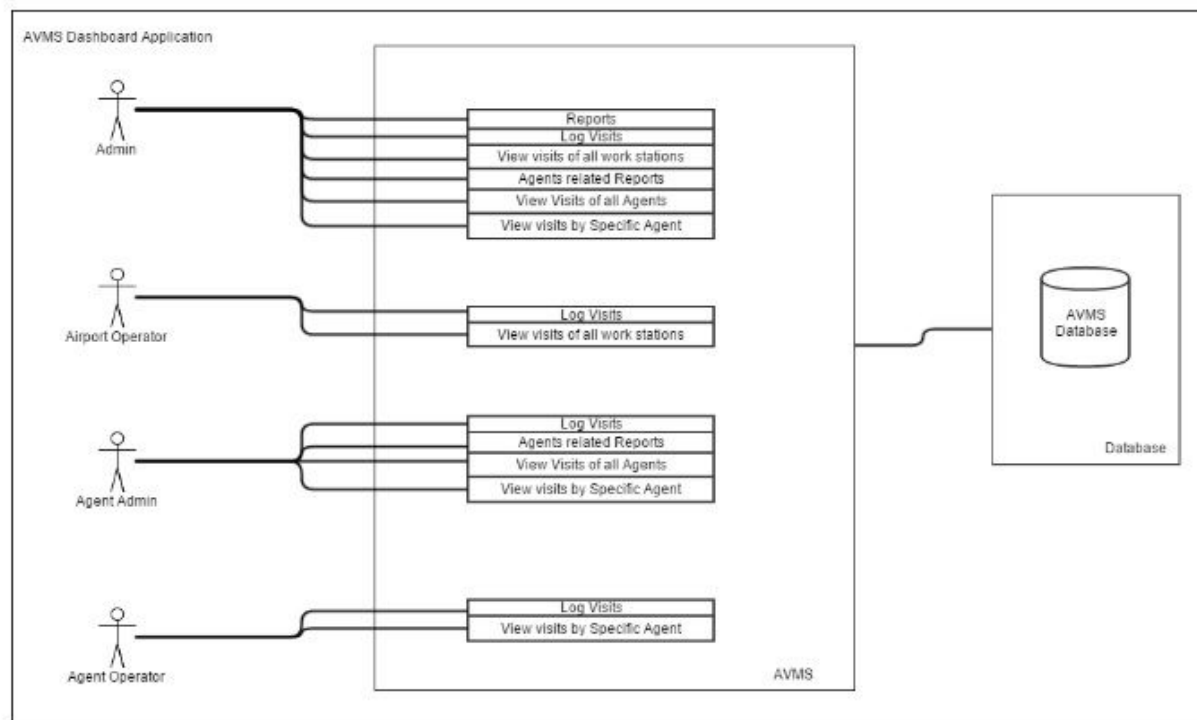 AVMS Dashboard Application
Admin
Reports
Log Visits
View visits of all work stations
Agents related Reports
View Visits of all Agents
View visits by Specific Agent
Airport Operator
Log Visits
View visits of all work stations
Agent Admin
Log Visits
Agents related Reports
View Visits of all Agents
View visits by Specific Agent
Agent Operator
Log Visits
View visits by Specific Agent
AVMS
AVMS
Database
Database